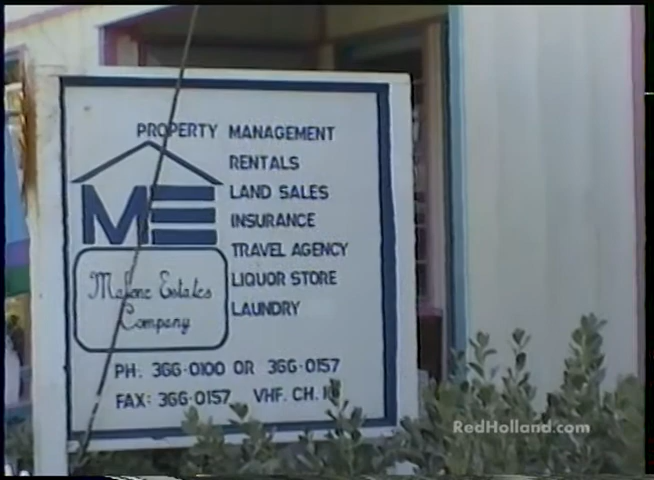 PROPERTY MANAGEMENT
RENTALS
LAND SALES
INSURANCE
TRAVEL AGENCY
LIQUOR STORE
LAUNDRY
ME
Malone Estates
Company
PH: 366-0100 OR 366-0157
FAX: 366-0157 VHF. CH.
RedHolland.com